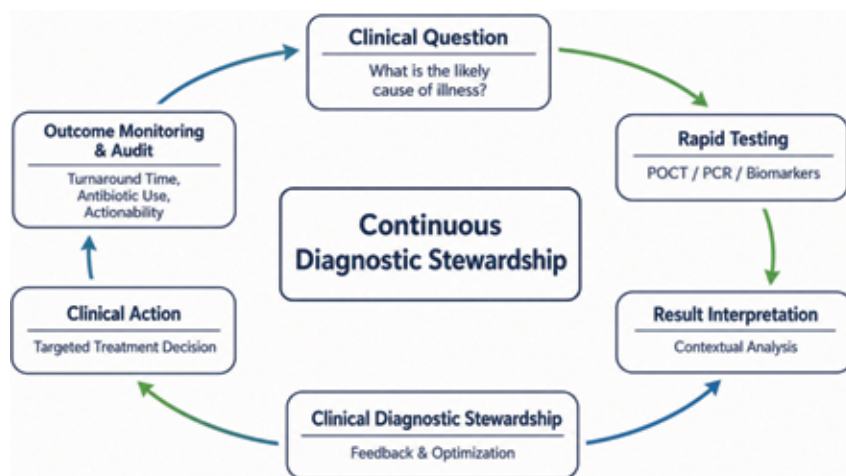 Clinical Question
What is the likely
cause of illness?
Rapid Testing
POCT / PCR / Biomarkers
Result Interpretation
Contextual Analysis
Clinical Diagnostic Stewardship
Feedback & Optimization
Clinical Action
Targeted Treatment Decision
Outcome Monitoring
& Audit
Turnaround Time,
Antibiotic Use,
Actionability
Continuous
Diagnostic Stewardship